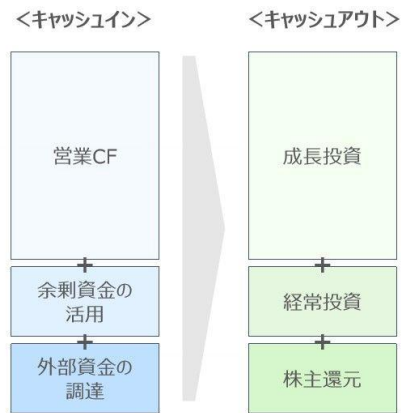 ＜キャッシュイン＞
営業CF
+
余剰資金の
活用
+
外部資金の
調達
＜キャッシュアウト＞
成長投資
+
経常投資
+
株主還元